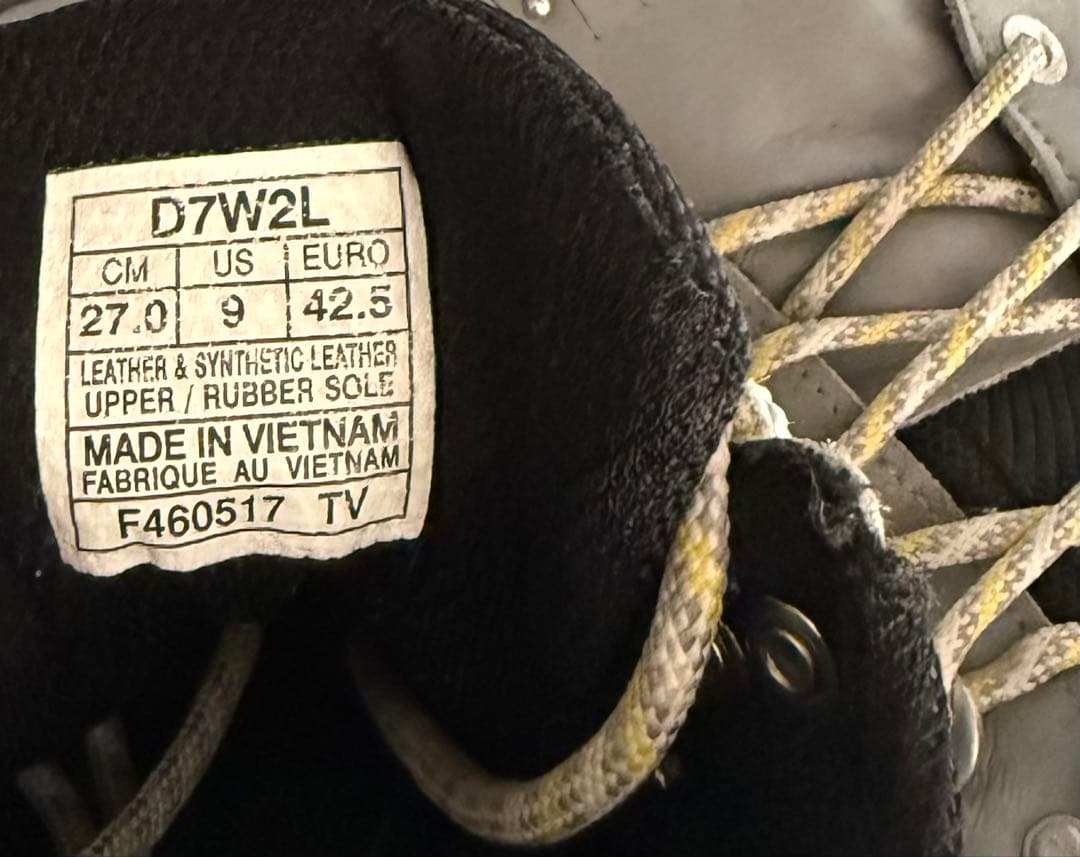 D7W2L
CM US EURO
27.0 9 42.5
LEATHER & SYNTHETIC LEATHER
UPPER / RUBBER SOLE
MADE IN VIETNAM
FABRIQUE AU VIETNAM
F460517 TV